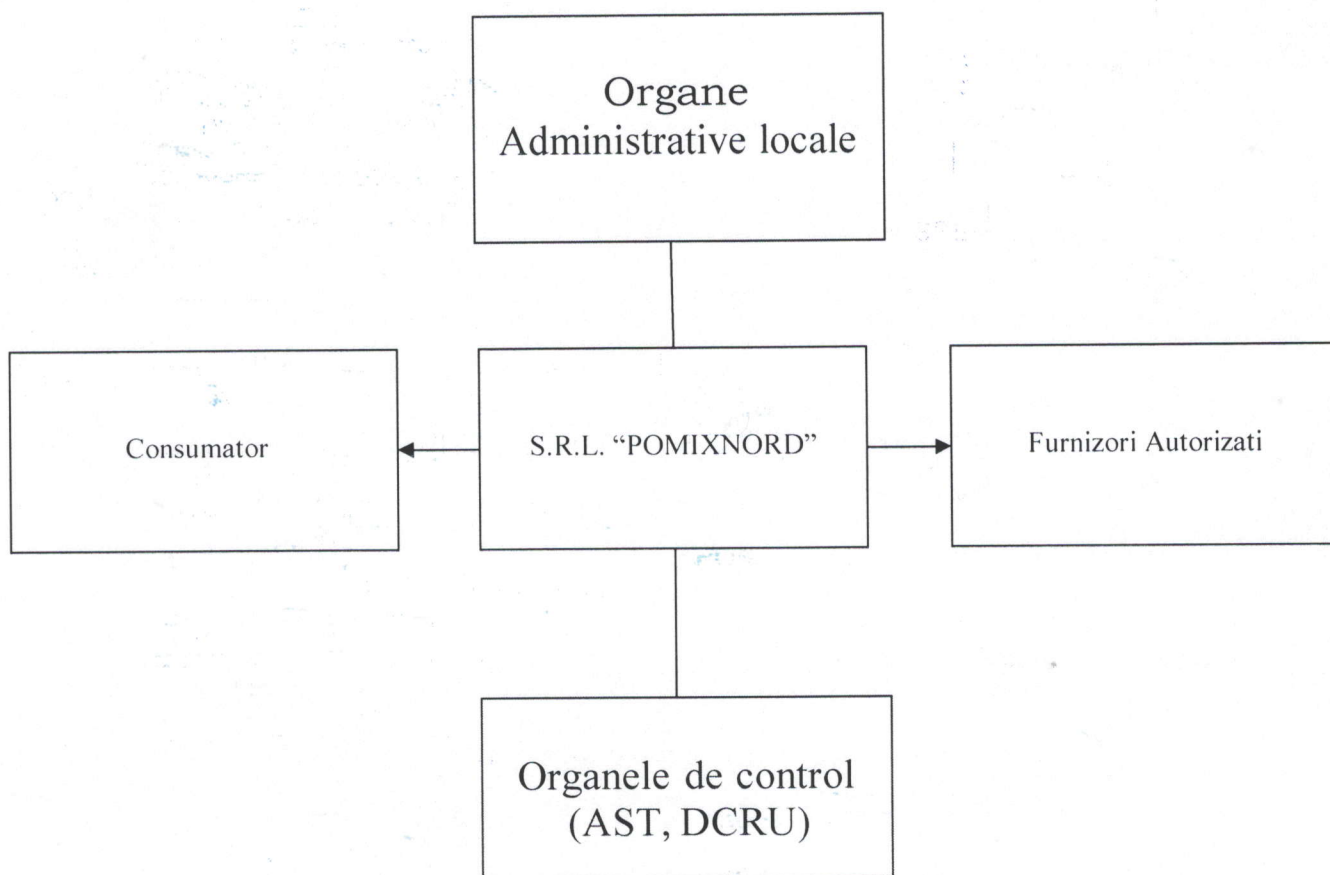 Organe
Administrative locale
Consumator
S.R.L. “POMIXNORD”
Furnizori Autorizati
Organele de control
(AST, DCRU)